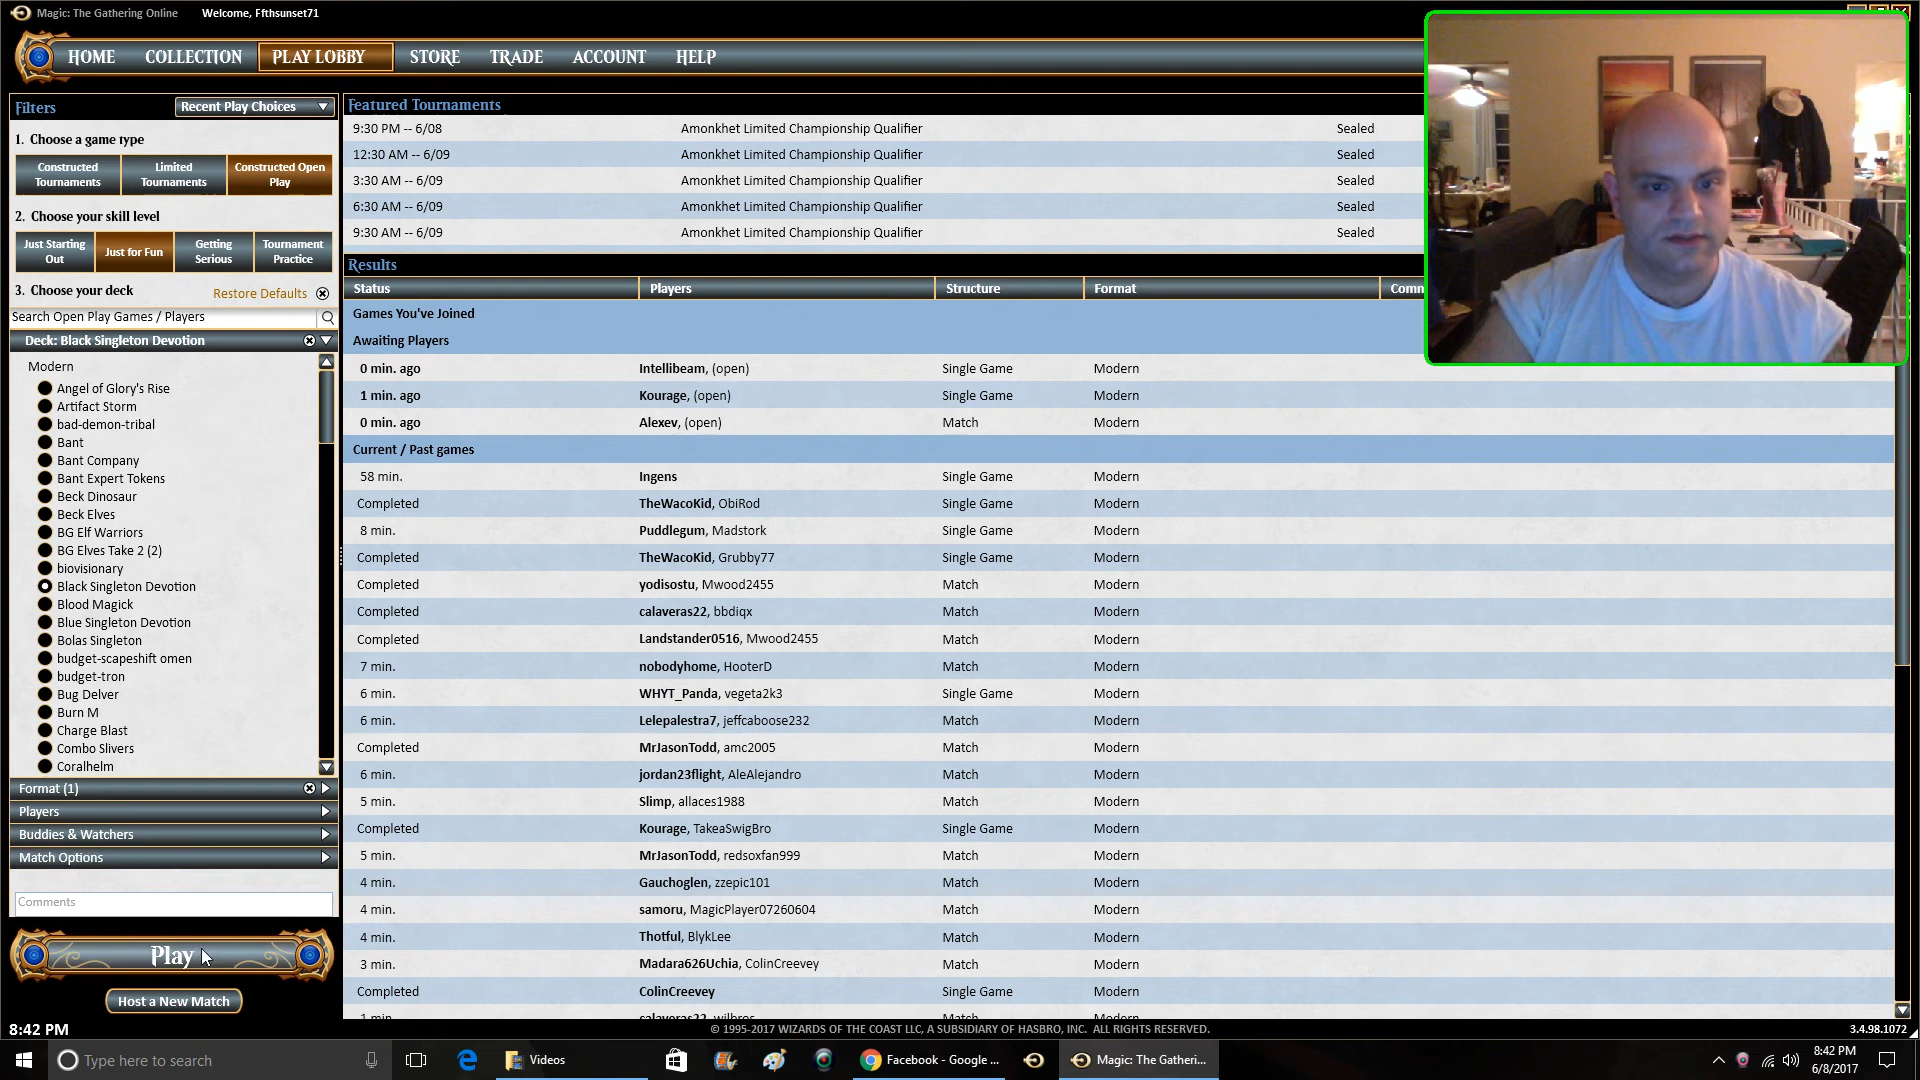 Magic: The Gathering Online Welcome, Ffthsunset71
HOME COLLECTION PLAY LOBBY STORE TRADE ACCOUNT HELP
Filters Recent Play Choices
1. Choose a game type
Constructed Tournaments Limited Tournaments Constructed Open Play
2. Choose your skill level
Just Starting Out Just for Fun Getting Serious Tournament Practice
3. Choose your deck Restore Defaults
Search Open Play Games / Players
Deck: Black Singleton Devotion
Modern
Angel of Glory's Rise
Artifact Storm
bad-demon-tribal
Bant
Bant Company
Bant Expert Tokens
Beck Dinosaur
Beck Elves
BG Elf Warriors
BG Elves Take 2 (2)
biovisionary
Black Singleton Devotion
Blood Magick
Blue Singleton Devotion
Bolas Singleton
budget-scapeshift omen
budget-tron
Bug Delver
Burn M
Charge Blast
Combo Slivers
Coralhelm
Format (1)
Players
Buddies & Watchers
Match Options
Comments
Play
Host a New Match
8:42 PM
Featured Tournaments
9:30 PM -- 6/08 Amonkhet Limited Championship Qualifier Sealed
12:30 AM -- 6/09 Amonkhet Limited Championship Qualifier Sealed
3:30 AM -- 6/09 Amonkhet Limited Championship Qualifier Sealed
6:30 AM -- 6/09 Amonkhet Limited Championship Qualifier Sealed
9:30 AM -- 6/09 Amonkhet Limited Championship Qualifier Sealed
Results
Status Players Structure Format Comm
Games You've Joined
Awaiting Players
0 min. ago Intellibeam, (open) Single Game Modern
1 min. ago Kourage, (open) Single Game Modern
0 min. ago Alexev, (open) Match Modern
Current / Past games
58 min. Ingens Single Game Modern
Completed TheWacoKid, ObiRod Single Game Modern
8 min. Puddlegum, Madstork Single Game Modern
Completed TheWacoKid, Grubby77 Single Game Modern
Completed yodisostu, Mwood2455 Match Modern
Completed calaveras22, bbdiqx Match Modern
Completed Landstander0516, Mwood2455 Match Modern
7 min. nobodyhome, HooterD Match Modern
6 min. WHYT_Panda, vegeta2k3 Single Game Modern
6 min. Lelepalestra7, jeffcaboose232 Match Modern
Completed MrJasonTodd, amc2005 Match Modern
6 min. jordan23flight, AleAlejandro Match Modern
5 min. Slimp, allaces1988 Match Modern
Completed Kourage, TakeaSwigBro Single Game Modern
5 min. MrJasonTodd, redsoxfan999 Match Modern
4 min. Gauchoglen, zzepic101 Match Modern
4 min. samoru, MagicPlayer07260604 Match Modern
4 min. Thotful, BlykLee Match Modern
3 min. Madara626Uchia, ColinCreevey Match Modern
Completed ColinCreevey Single Game Modern
1 min. calaveras22, wilbros Match Modern
© 1995-2017 WIZARDS OF THE COAST LLC, A SUBSIDIARY OF HASBRO, INC. ALL RIGHTS RESERVED. 3.4.98.1072
Type here to search Videos Facebook - Google ... Magic: The Gatheri... 8:42 PM
6/8/2017